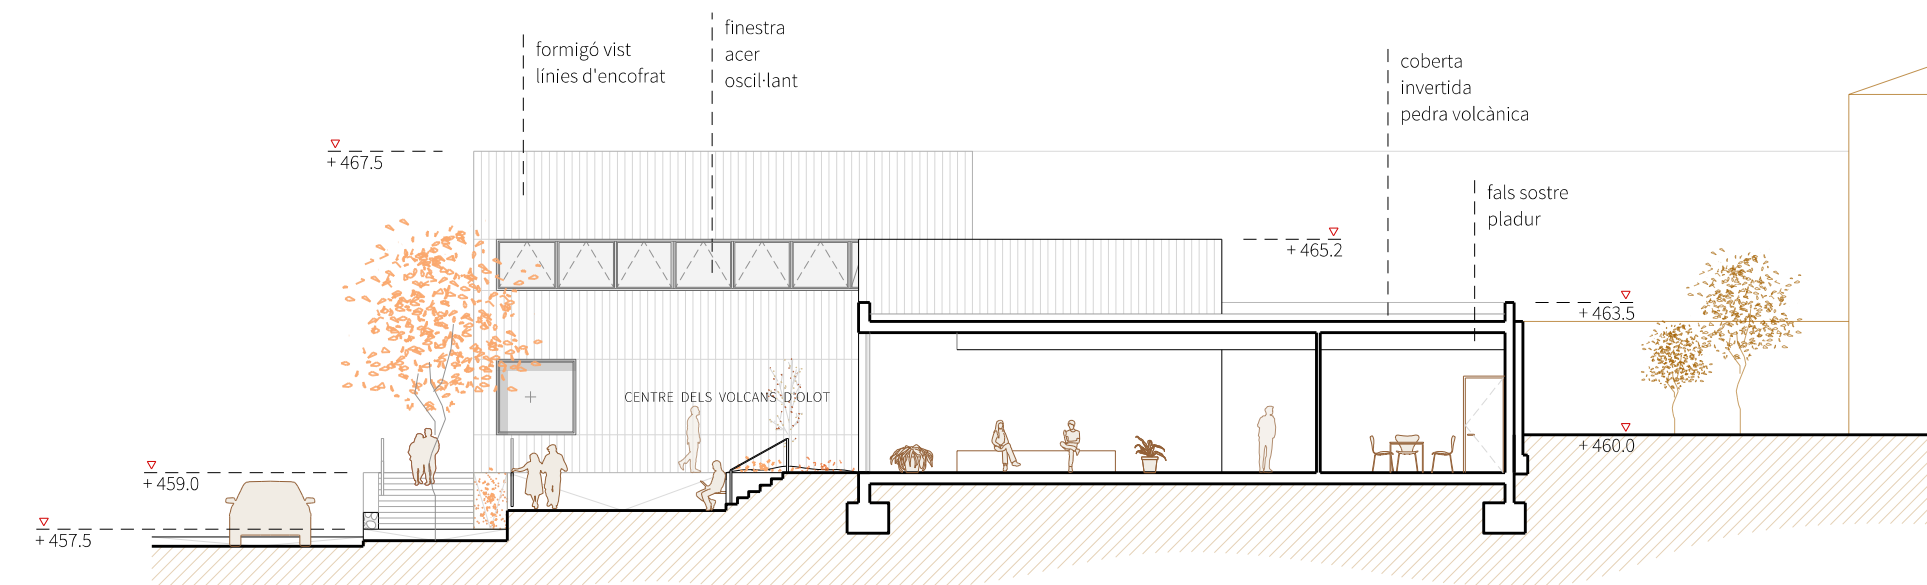 finestra
acer
oscil·lant
formigó vist
línies d'encofrat
coberta
invertida
pedra volcànica
+ 467.5
fals sostre
pladur
+ 465.2
+ 463.5
CENTRE DELS VOLCANS D'OLOT
+ 460.0
+ 459.0
+ 457.5